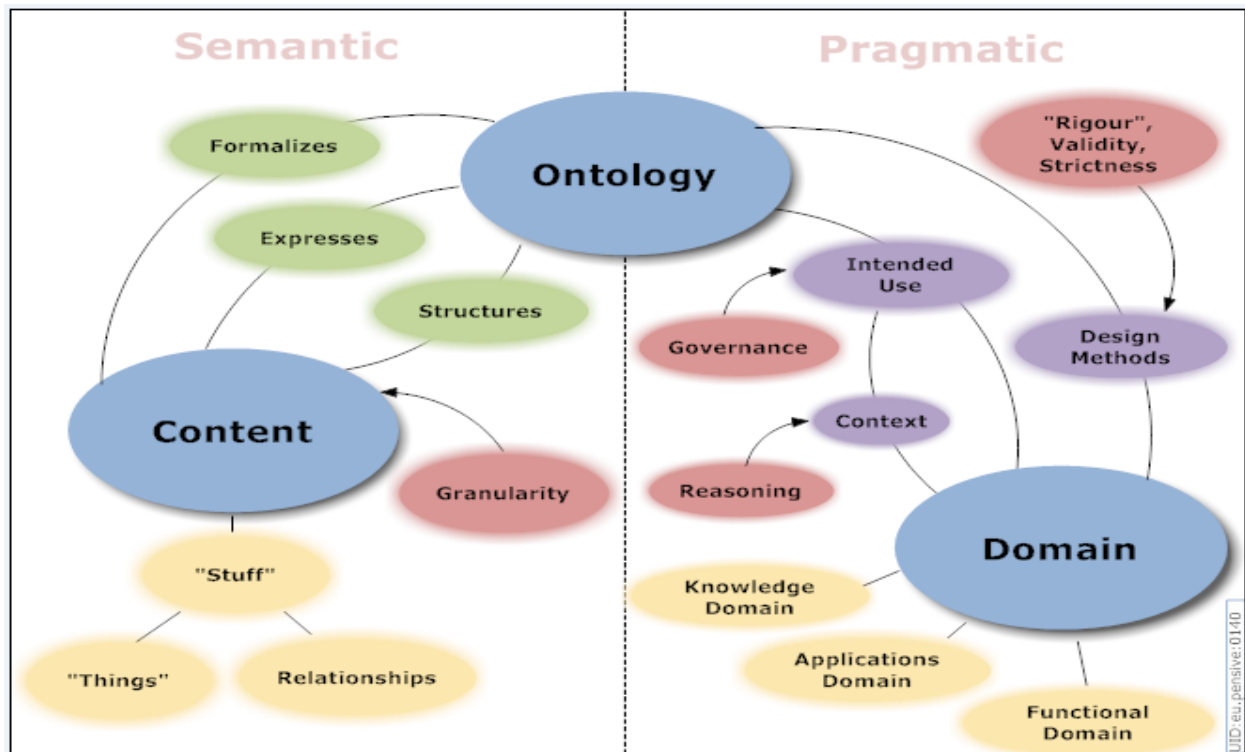 Semantic
Pragmatic
Formalizes
"Rigour",
Validity,
Strictness
Ontology
Expresses
Intended
Use
Structures
Governance
Design
Methods
Content
Context
Granularity
Reasoning
Domain
"Stuff"
Knowledge
Domain
"Things"
Relationships
Applications
Domain
Functional
Domain
UID:eu.pensive:0140